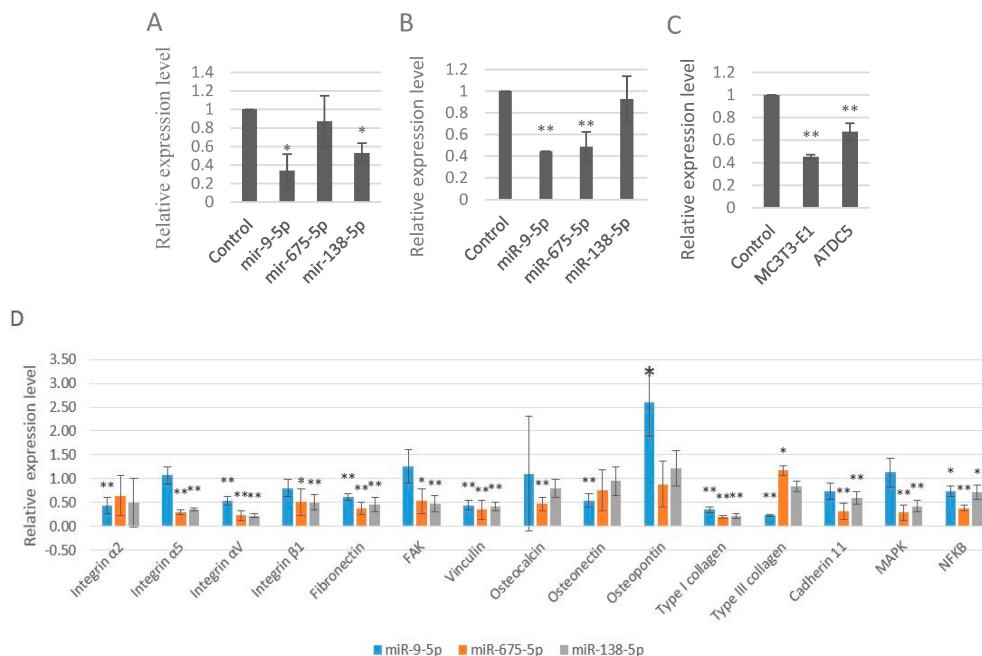 A
Relative expression level
1.4
1.2
1
0.8
0.6
0.4
0.2
0
*
*
Control
mir-9-5p
mir-675-5p
mir-138-5p
B
Relative expression level
1.2
1
0.8
0.6
0.4
0.2
0
**
**
Control
miR-9-5p
miR-675-5p
miR-138-5p
C
Relative expression level
1.2
1
0.8
0.6
0.4
0.2
0
**
**
Control
MC3T3-E1
ATDC5
D
Relative expression level
3.50
3.00
2.50
2.00
1.50
1.00
0.50
0.00
-0.50
**
** **
** ** **
* **
** ** **
* **
** ** **
**
**
*
** ** **
** *
** **
** **
* ** *
Integrin α2
Integrin α5
Integrin αV
Integrin β1
Fibronectin
FAK
Vinculin
Osteocalcin
Osteonectin
Osteopontin
Type I collagen
Type III collagen
Cadherin 11
MAPK
NFKB
miR-9-5p miR-675-5p miR-138-5p